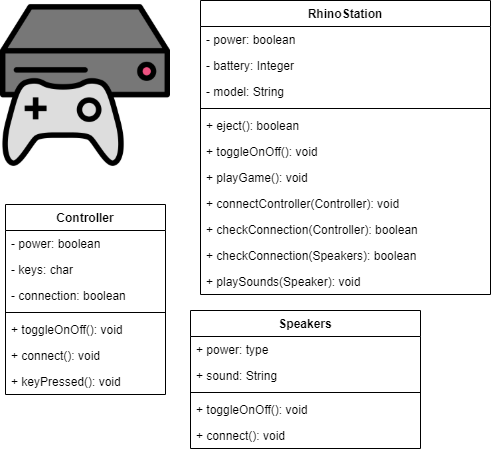 RhinoStation
- power: boolean
- battery: Integer
- model: String
+ eject(): boolean
+ toggleOnOff(): void
+ playGame(): void
+ connectController(Controller): void
+ checkConnection(Controller): boolean
+ checkConnection(Speakers): boolean
+ playSounds(Speaker): void
Controller
- power: boolean
- keys: char
- connection: boolean
+ toggleOnOff(): void
+ connect(): void
+ keyPressed(): void
Speakers
+ power: type
+ sound: String
+ toggleOnOff(): void
+ connect(): void